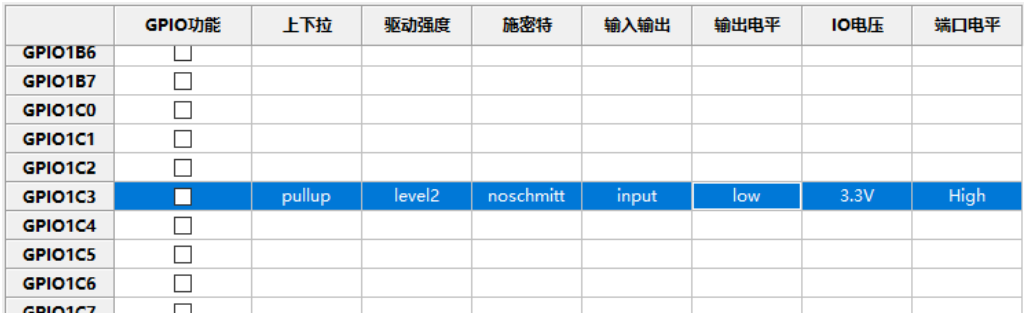 GPIO功能 上下拉 驱动强度 施密特 输入输出 输出电平 IO电压 端口电平
GPIO1B6
GPIO1B7
GPIO1C0
GPIO1C1
GPIO1C2
GPIO1C3 pullup level2 noschmitt input low 3.3V High
GPIO1C4
GPIO1C5
GPIO1C6
GPIO1C7